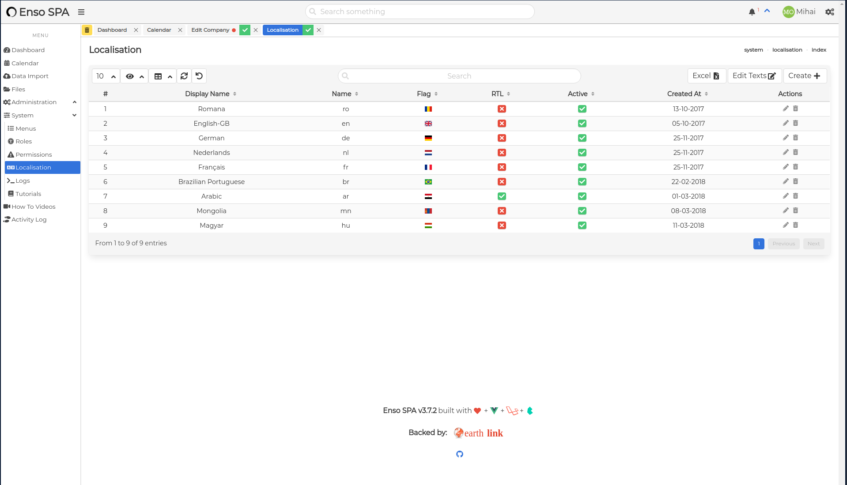 Enso SPA
Search something
1
MO Mihai
MENU
Dashboard
Calendar
Data Import
Files
Administration
System
Menus
Roles
Permissions
Localisation
Logs
Tutorials
How To Videos
Activity Log
Dashboard Calendar Edit Company Localisation
Localisation
system localisation index
10 Search Excel Edit Texts Create
# Display Name Name Flag RTL Active Created At Actions
1 Romana ro 13-10-2017
2 English-GB en 05-10-2017
3 German de 25-11-2017
4 Nederlands nl 25-11-2017
5 Français fr 25-11-2017
6 Brazilian Portuguese br 22-02-2018
7 Arabic ar 01-03-2018
8 Mongolia mn 08-03-2018
9 Magyar hu 11-03-2018
From 1 to 9 of 9 entries
1 Previous Next
Enso SPA v3.7.2 built with + + +
Backed by: earth link